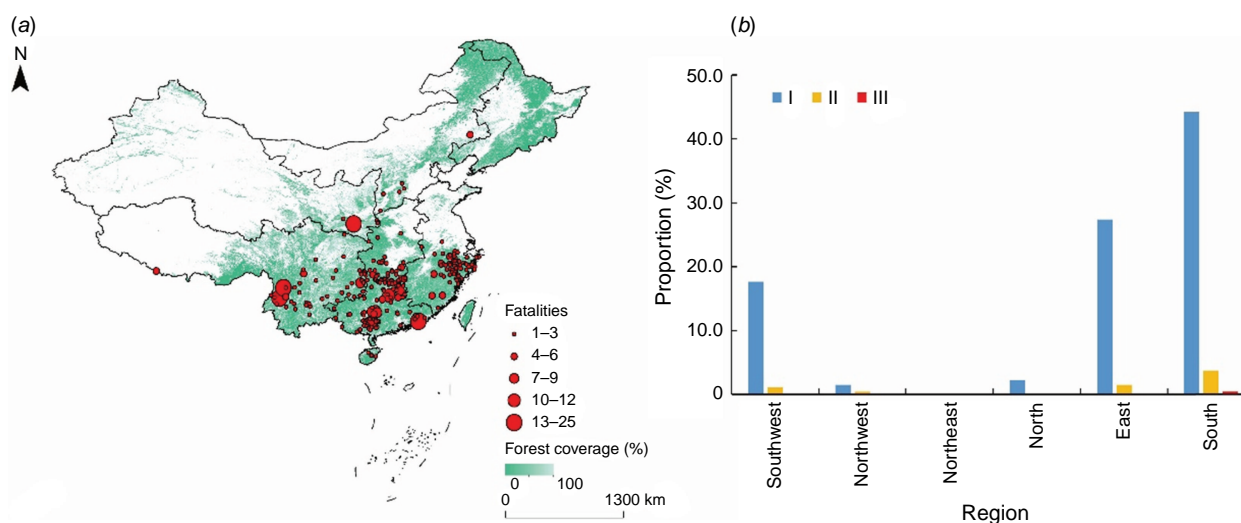 (a)
N
Fatalities
1–3
4–6
7–9
10–12
13–25
Forest coverage (%)
0 100
0 1300 km
(b)
I II III
Proportion (%)
50.0
40.0
30.0
20.0
10.0
0
Southwest
Northwest
Northeast
North
East
South
Region